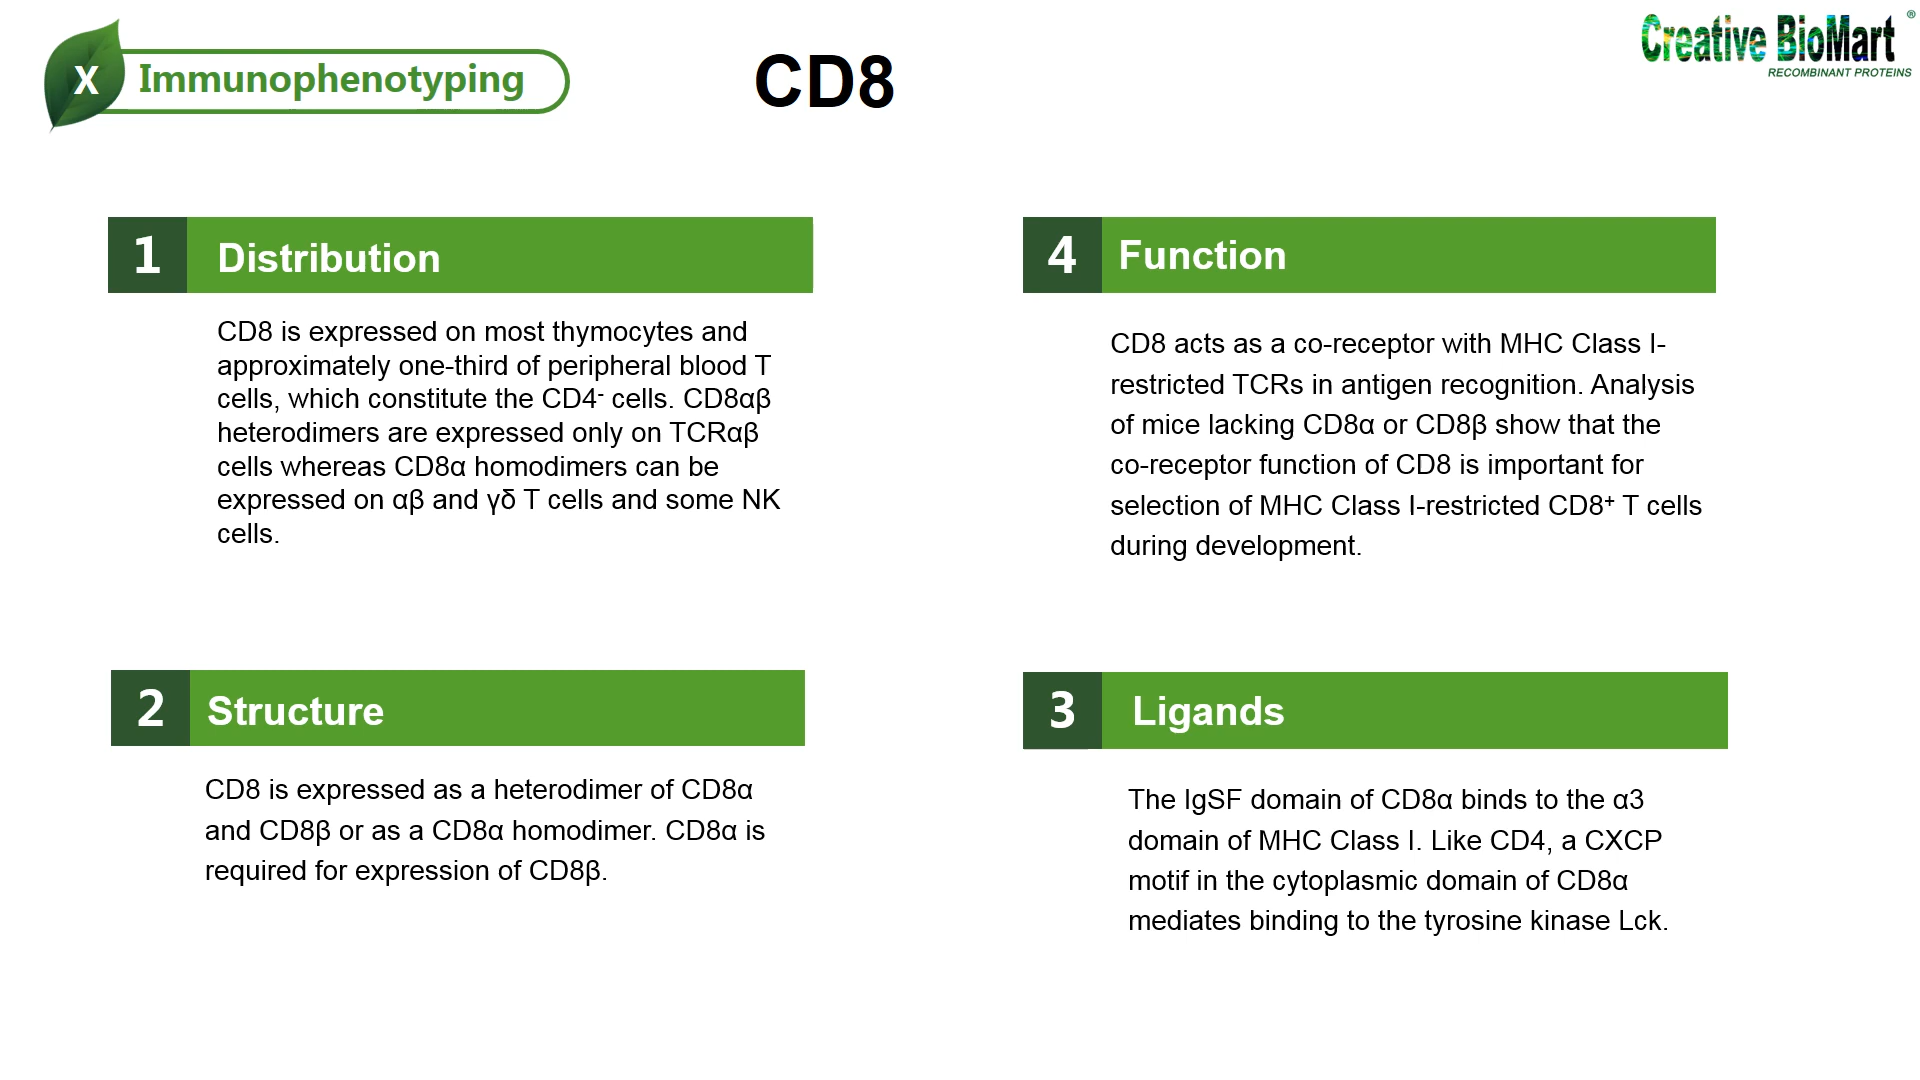 X Immunophenotyping
CD8
Creative BioMart ®
RECOMBINANT PROTEINS
1 Distribution
CD8 is expressed on most thymocytes and
approximately one-third of peripheral blood T
cells, which constitute the CD4⁻ cells. CD8αβ
heterodimers are expressed only on TCRαβ
cells whereas CD8α homodimers can be
expressed on αβ and γδ T cells and some NK
cells.
2 Structure
CD8 is expressed as a heterodimer of CD8α
and CD8β or as a CD8α homodimer. CD8α is
required for expression of CD8β.
4 Function
CD8 acts as a co-receptor with MHC Class I-
restricted TCRs in antigen recognition. Analysis
of mice lacking CD8α or CD8β show that the
co-receptor function of CD8 is important for
selection of MHC Class I-restricted CD8⁺ T cells
during development.
3 Ligands
The IgSF domain of CD8α binds to the α3
domain of MHC Class I. Like CD4, a CXCP
motif in the cytoplasmic domain of CD8α
mediates binding to the tyrosine kinase Lck.